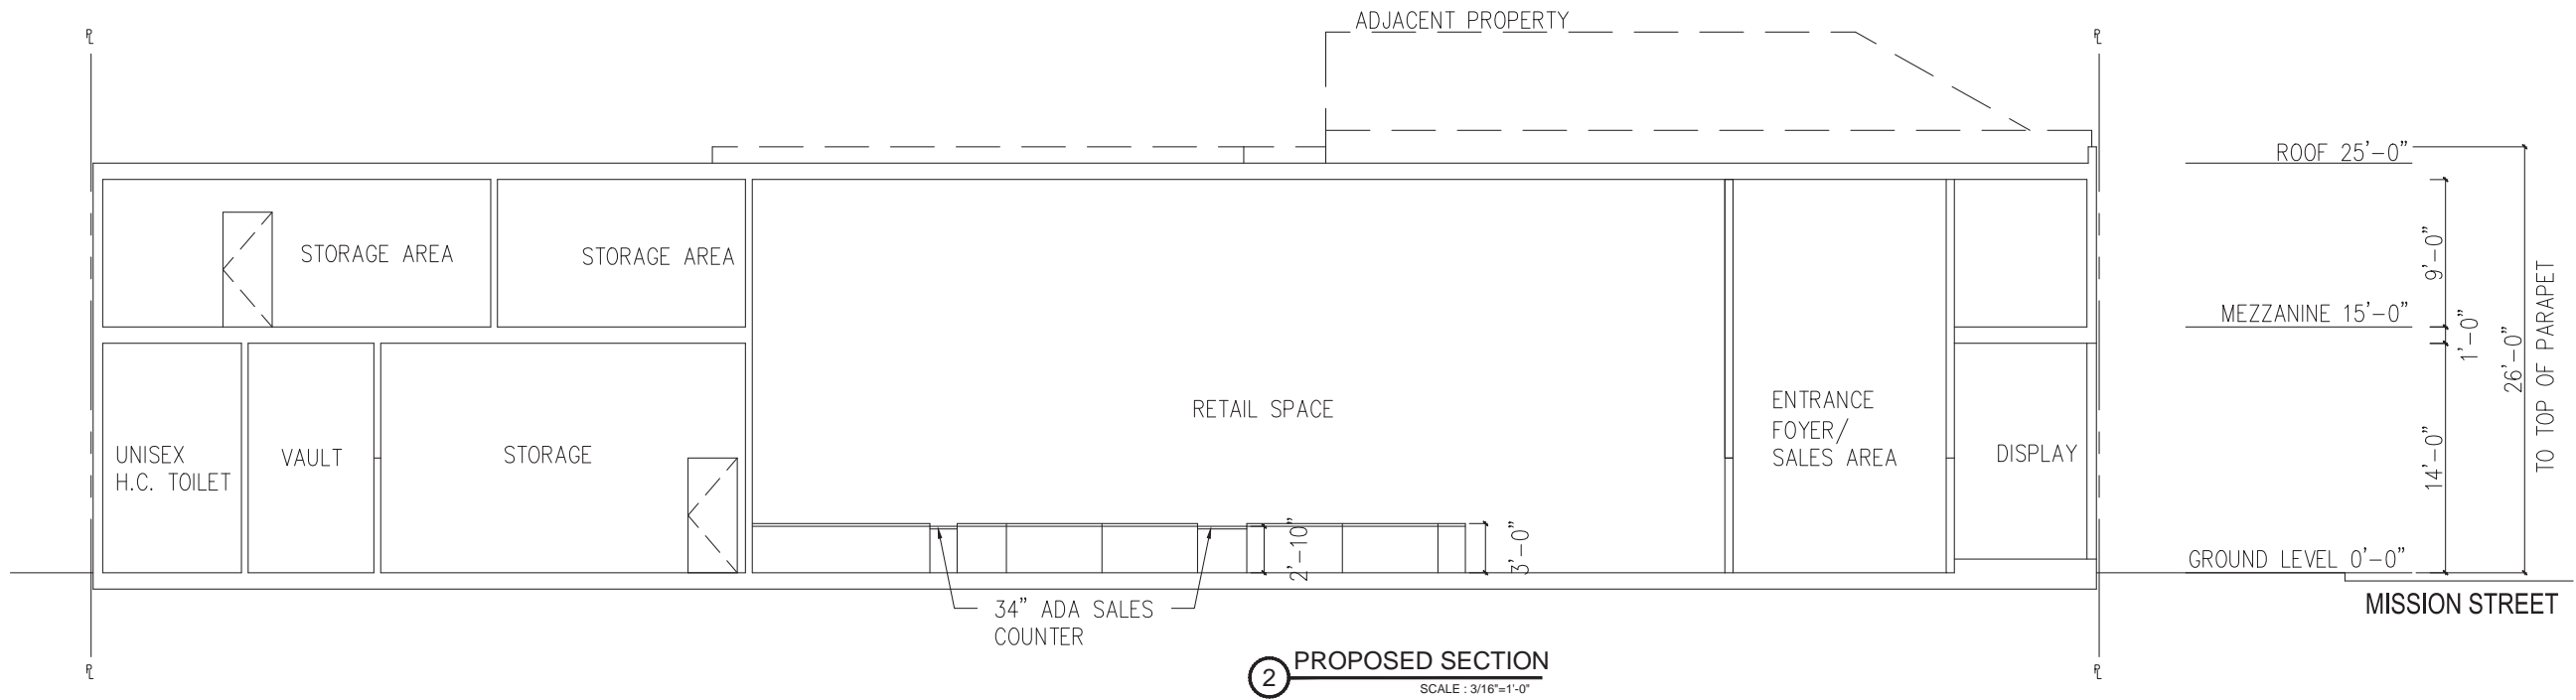 ADJACENT PROPERTY
℄
℄
ROOF 25'-0"
STORAGE AREA
STORAGE AREA
9'-0"
MEZZANINE 15'-0"
1'-0"
26'-0"
TO TOP OF PARAPET
RETAIL SPACE
ENTRANCE
FOYER/
SALES AREA
UNISEX
H.C. TOILET
VAULT
STORAGE
DISPLAY
14'-0"
2'-10"
3'-0"
GROUND LEVEL 0'-0"
MISSION STREET
34" ADA SALES
COUNTER
℄
℄
2
PROPOSED SECTION
SCALE : 3/16"=1'-0"